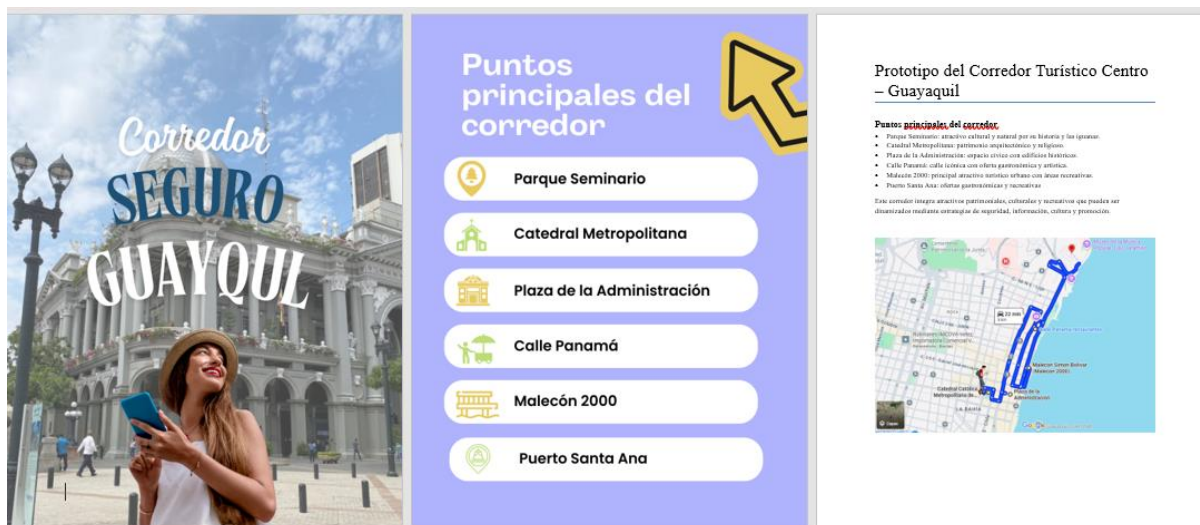 Corredor
SEGURO
GUAYQUL
Puntos
principales del
corredor
Parque Seminario
Catedral Metropolitana
Plaza de la Administración
Calle Panamá
Malecón 2000
Puerto Santa Ana
Prototipo del Corredor Turístico Centro
– Guayaquil
Puntos principales del corredor
• Parque Seminario: atractivo cultural y natural por su historia y las iguanas.
• Catedral Metropolitana: patrimonio arquitectónico y religioso.
• Plaza de la Administración: espacio cívico con edificios históricos.
• Calle Panamá: calle icónica con oferta gastronómica y artística.
• Malecón 2000: principal atractivo turístico urbano con áreas recreativas.
• Puerto Santa Ana: ofertas gastronómicas y recreativas
Este corredor integra atractivos patrimoniales, culturales y recreativos que pueden ser
dinamizados mediante estrategias de seguridad, información, cultura y promoción.
22 min
Malecón Simón Bolívar
(Malecón 2000)
Catedral Católica
Metropolitana de...
Plaza de la
Administración
LA BAHÍA
Google